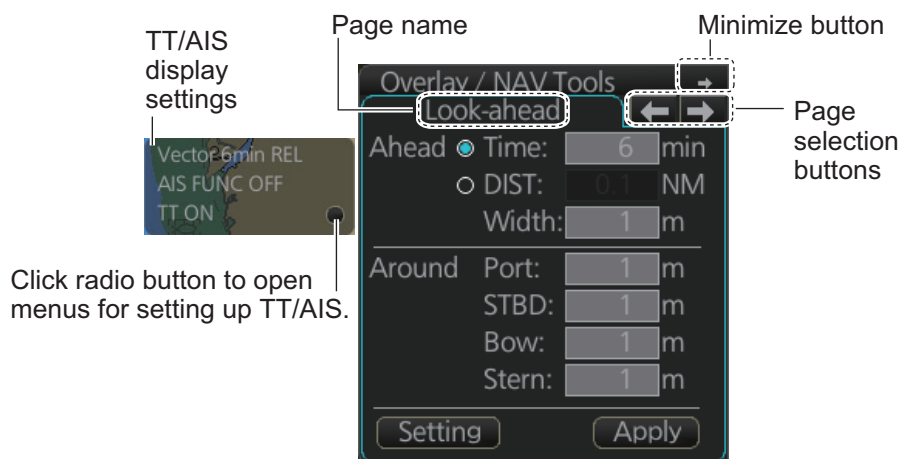 Page name
Minimize button
TT/AIS
display
settings
Overlay / NAV Tools
Look-ahead
Page
selection
buttons
Vector 6min REL
AIS FUNC OFF
TT ON
Ahead Time: 6 min
DIST: 0.1 NM
Width: 1 m
Click radio button to open
menus for setting up TT/AIS.
Around Port: 1 m
STBD: 1 m
Bow: 1 m
Stern: 1 m
Setting Apply